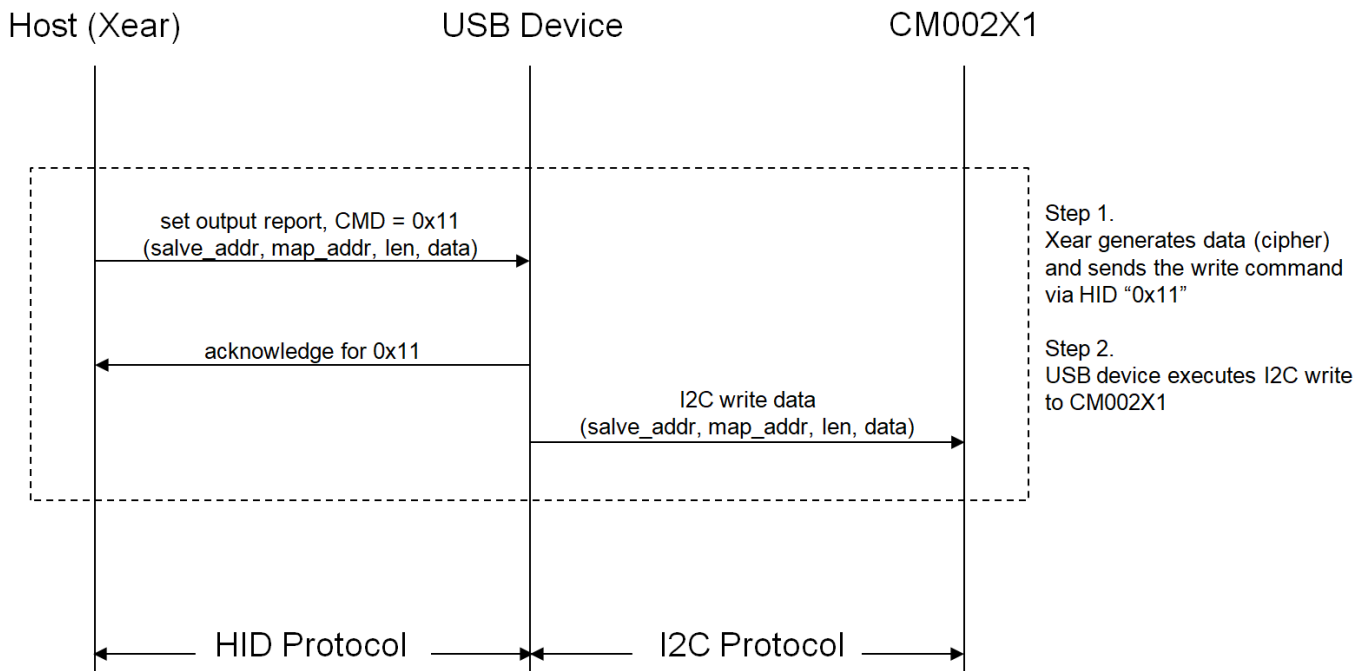 Host (Xear)
USB Device
CM002X1
set output report, CMD = 0x11
(salve_addr, map_addr, len, data)
acknowledge for 0x11
I2C write data
(salve_addr, map_addr, len, data)
Step 1.
Xear generates data (cipher)
and sends the write command
via HID “0x11”
Step 2.
USB device executes I2C write
to CM002X1
HID Protocol
I2C Protocol